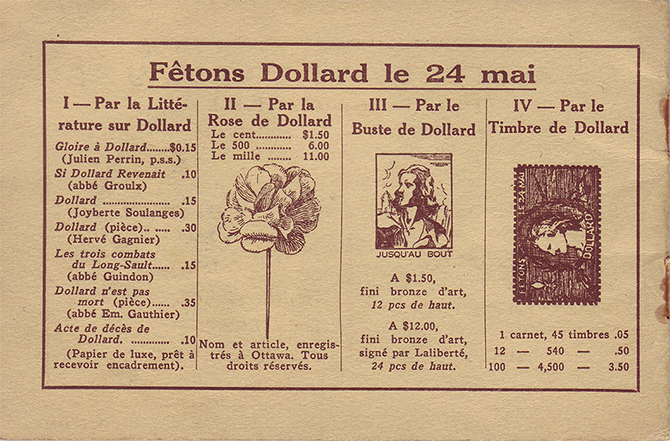 Fêtons Dollard le 24 mai
I — Par la Litté-
rature sur Dollard
Gloire à Dollard.......$0.15
(Julien Perrin, p.s.s.)
Si Dollard Revenait .10
(abbé Groulx)
Dollard ................ .15
(Joyberte Soulanges)
Dollard (pièce).. ..... .30
(Hervé Gagnier)
Les trois combats
du Long-Sault...... .15
(abbé Guindon)
Dollard n'est pas
mort (pièce)...... .35
(abbé Em. Gauthier)
Acte de décès de
Dollard. ............. .10
(Papier de luxe, prêt à
recevoir encadrement).
II — Par la
Rose de Dollard
Le cent............ $1.50
Le 500 ............ 6.00
Le mille ........ 11.00
Nom et article, enregis-
trés à Ottawa. Tous
droits réservés.
III — Par le
Buste de Dollard
JUSQU'AU BOUT
A $1.50,
fini bronze d'art,
12 pcs de haut.
A $12.00,
fini bronze d'art,
signé par Laliberté,
24 pcs de haut.
IV — Par le
Timbre de Dollard
FÊTONS LE 24 MAI
DOLLARD
1 carnet, 45 timbres .05
12 — 540 — .50
100 — 4,500 — 3.50